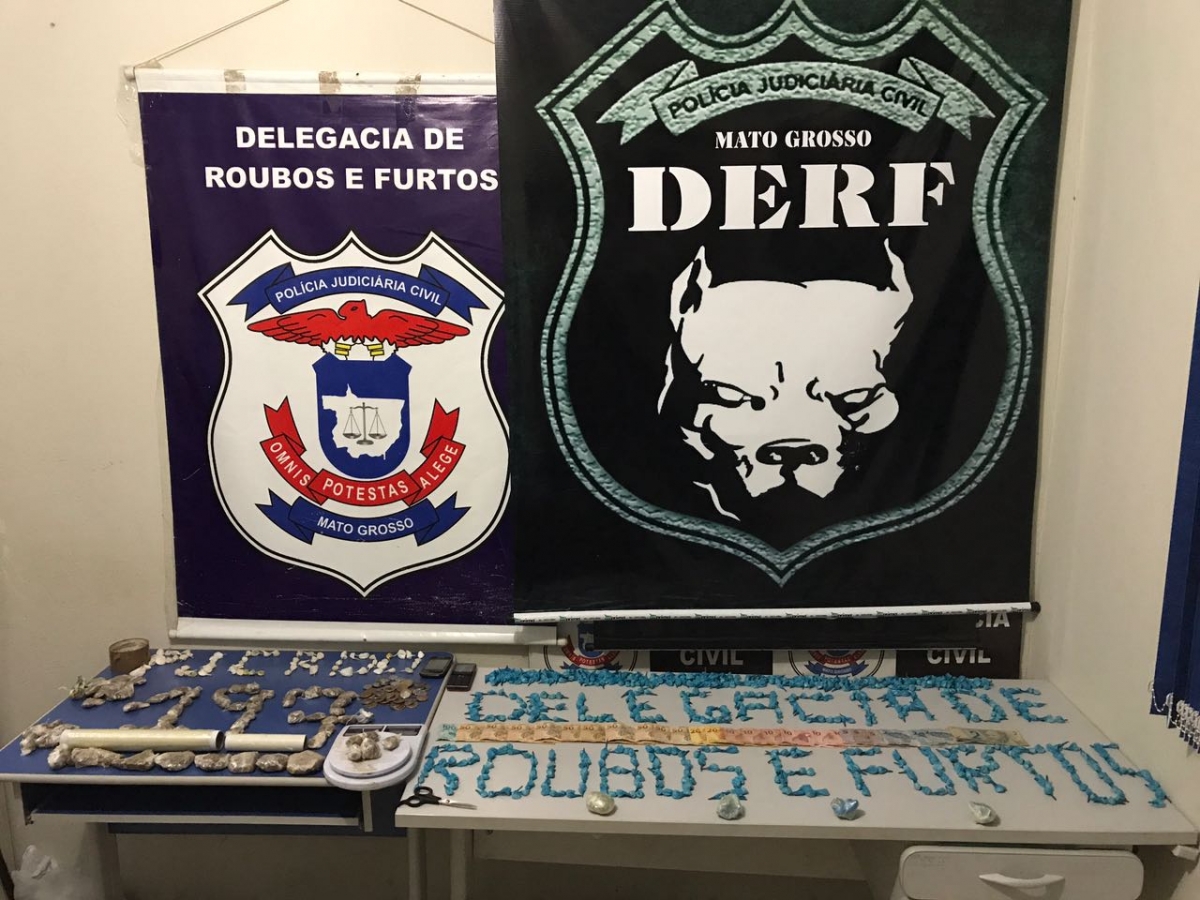 DELEGACIA DE
ROUBOS E FURTOS
POLÍCIA JUDICIÁRIA CIVIL
OMNIS POTESTAS ALEGE
MATO GROSSO
POLÍCIA JUDICIÁRIA CIVIL
MATO GROSSO
DERF
CIVIL
CIVIL
DELEGACIA DE
ROUBOS E FURTOS